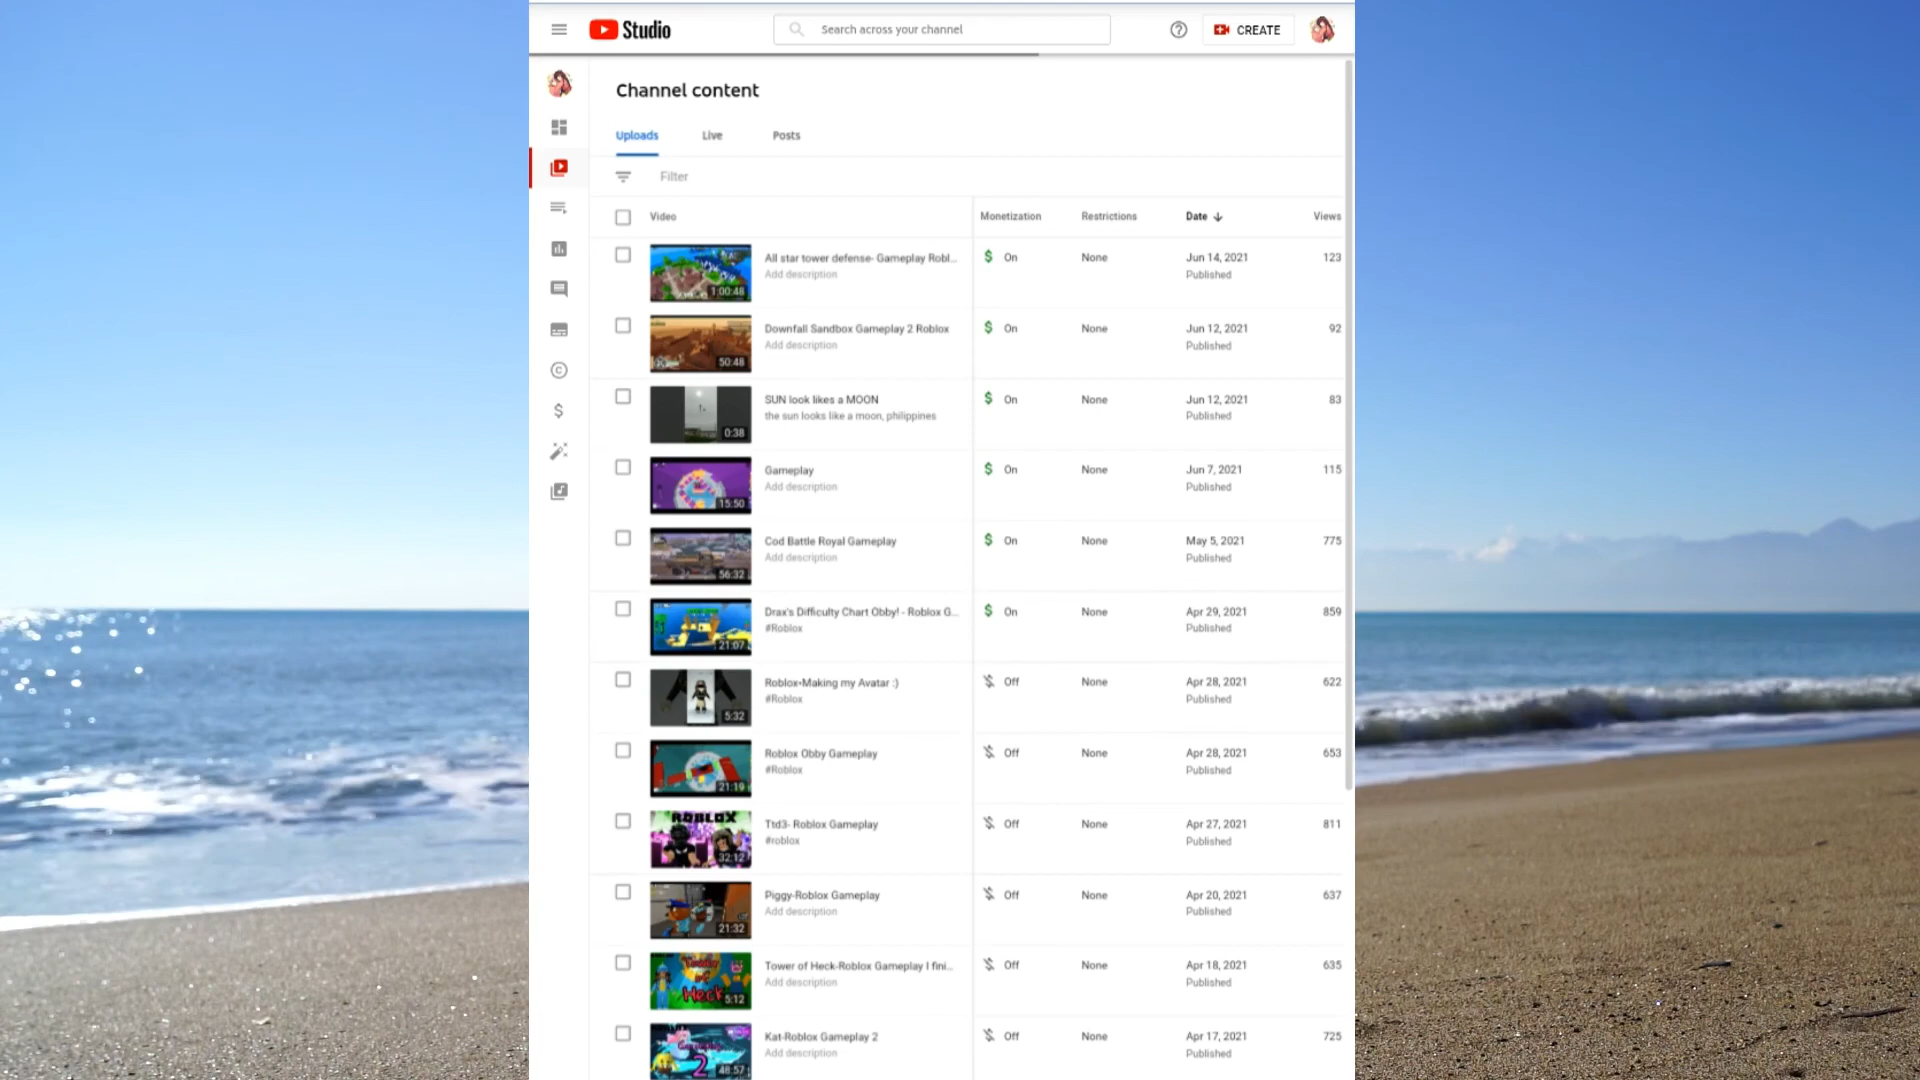 Studio
Search across your channel
CREATE
Channel content
Uploads Live Posts
Filter
Video Monetization Restrictions Date Views
All star tower defense- Gameplay Robl... On None Jun 14, 2021 123
Add description Published
1:00:48
Downfall Sandbox Gameplay 2 Roblox On None Jun 12, 2021 92
Add description Published
50:48
SUN look likes a MOON On None Jun 12, 2021 83
the sun looks like a moon, philippines Published
0:38
Gameplay On None Jun 7, 2021 115
Add description Published
15:50
Cod Battle Royal Gameplay On None May 5, 2021 775
Add description Published
56:32
Drax's Difficulty Chart Obby! - Roblox G... On None Apr 29, 2021 859
#Roblox Published
21:07
Roblox•Making my Avatar :) Off None Apr 28, 2021 622
#Roblox Published
5:32
Roblox Obby Gameplay Off None Apr 28, 2021 653
#Roblox Published
21:19
ROBLOX
Ttd3- Roblox Gameplay Off None Apr 27, 2021 811
#roblox Published
32:12
Piggy-Roblox Gameplay Off None Apr 20, 2021 637
Add description Published
21:32
Tower of Heck-Roblox Gameplay I fini... Off None Apr 18, 2021 635
Add description Published
Tower of Heck
5:12
Kat-Roblox Gameplay 2 Off None Apr 17, 2021 725
Add description Published
Gameplay
2
48:57